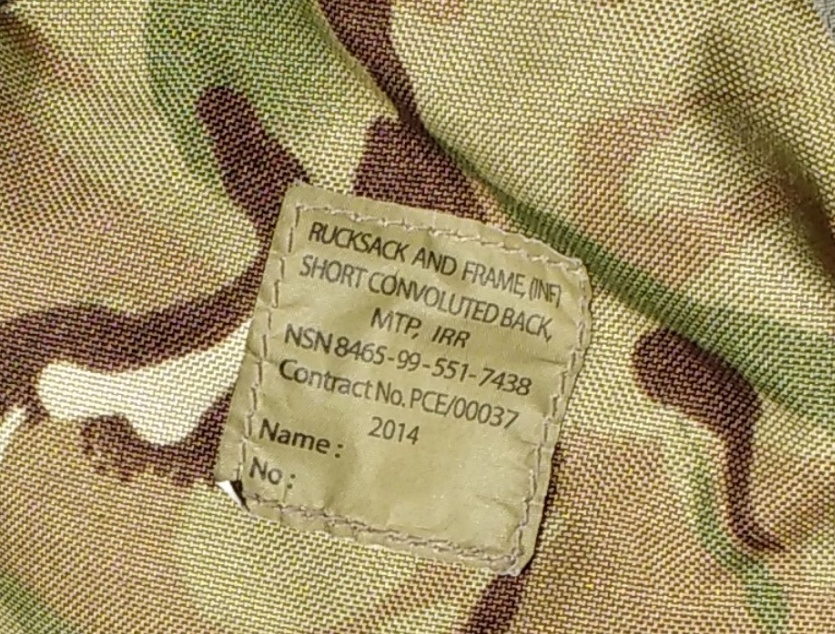 RUCKSACK AND FRAME, (INF)
SHORT CONVOLUTED BACK,
MTP, IRR
NSN 8465-99-551-7438
Contract No. PCE/00037
2014
Name :
No :